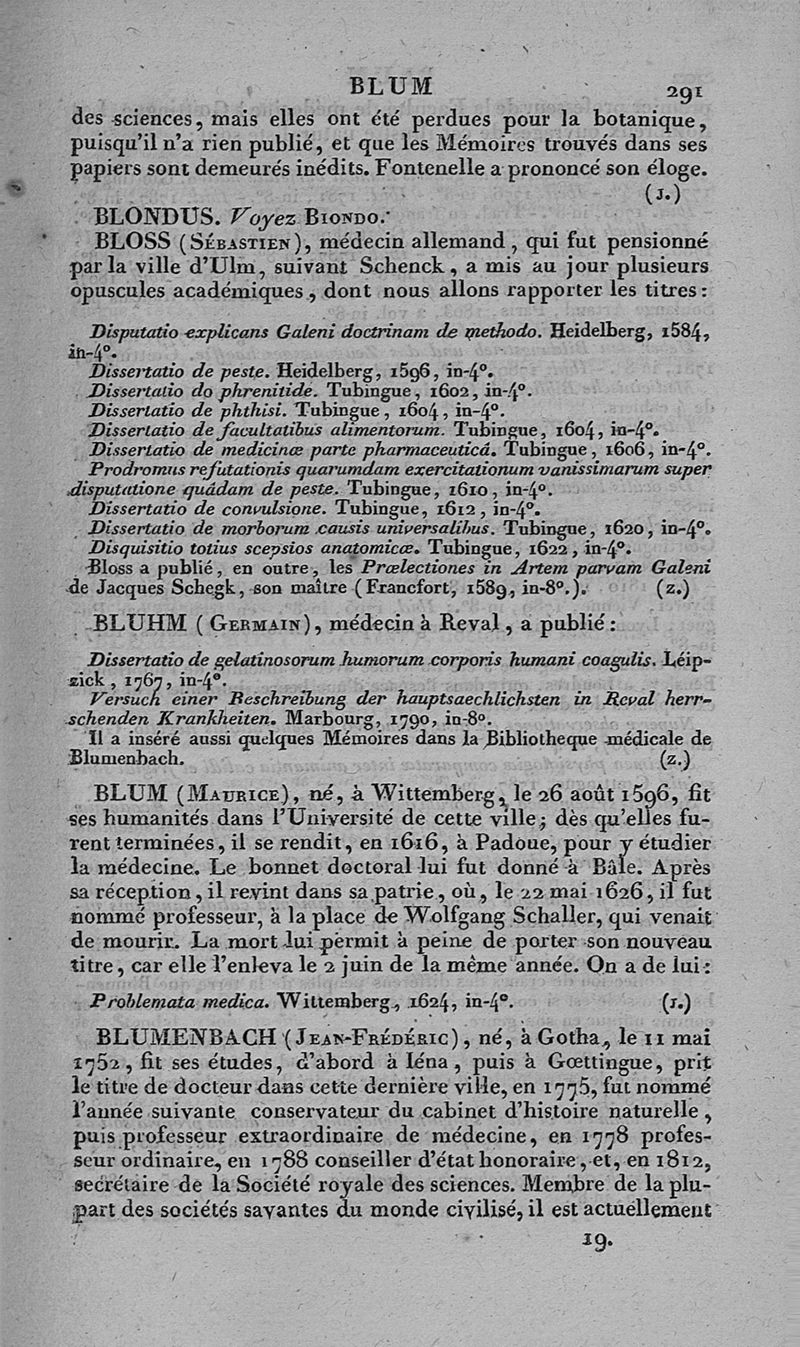 BLUM
291
des sciences, mais elles ont été perdues pour la botanique,
puisqu'il n'a rien publié, et que les Mémoires trouvés dans ses
papiers sont demeurés inédits. Fontenelle a prononcé son éloge.
(J.)
BLONDUS. Voyez BIONDO.
BLOSS (SÉBASTIEN), médecin allemand, qui fut pensionné
par la ville d'Ulm, suivant Schenck, a mis au jour plusieurs
opuscules académiques, dont nous allons rapporter les titres:
Disputatio explicans Galeni doctrinam de methodo. Heidelberg, 1584,
in-4°.
Dissertatio de peste. Heidelberg, 1596, in-4°.
Dissertatio do phrenitide. Tubingue, 1602, in-4°.
Dissertatio de phthisi. Tubingue, 1604, in-4°.
Dissertatio de facultatibus alimentorum. Tubingue, 1604, in-4°.
Dissertatio de medicinæ parte pharmaceuticâ. Tubingue, 1606, in-4°.
Prodromus refutationis quarumdam exercitationum vanissimarum super
disputatione quâdam de peste. Tubingue, 1610, in-4°.
Dissertatio de convulsione. Tubingue, 1612, in-4°.
Dissertatio de morborum causis universalibus. Tubingue, 1620, in-4°.
Disquisitio totius scepsios anatomicæ. Tubingue, 1622, in-4°.
Bloss a publié, en outre, les Prælectiones in Artem parvam Galeni
de Jacques Schegk, son maître (Francfort, 1589, in-8°.). (Z.)
BLUHM (GERMAIN), médecin à Reval, a publié:
Dissertatio de gelatinosorum humorum corporis humani coagulis. Léip-
zick, 1767, in-4°.
Versuch einer Beschreibung der hauptsaechlichsten in Reval herr-
schenden Krankheiten. Marbourg, 1790, in-8°.
Il a inséré aussi quelques Mémoires dans la Bibliotheque médicale de
Blumenbach. (Z.)
BLUM (MAURICE), né, à Wittemberg, le 26 août 1596, fit
ses humanités dans l'Université de cette ville; dès qu'elles fu-
rent terminées, il se rendit, en 1616, à Padoue, pour y étudier
la médecine. Le bonnet doctoral lui fut donné à Bâle. Après
sa réception, il revint dans sa patrie, où, le 22 mai 1626, il fut
nommé professeur, à la place de Wolfgang Schaller, qui venait
de mourir. La mort lui permit à peine de porter son nouveau
titre, car elle l'enleva le 2 juin de la même année. On a de lui:
Problemata medica. Wittemberg, 1624, in-4°. (J.)
BLUMENBACH (JEAN-FRÉDÉRIC), né, à Gotha, le 11 mai
1752, fit ses études, d'abord à Iéna, puis à Gœttingue, prit
le titre de docteur dans cette dernière ville, en 1775, fut nommé
l'année suivante conservateur du cabinet d'histoire naturelle,
puis professeur extraordinaire de médecine, en 1778 profes-
seur ordinaire, en 1788 conseiller d'état honoraire, et, en 1812,
secrétaire de la Société royale des sciences. Membre de la plu-
part des sociétés savantes du monde civilisé, il est actuellement
19.